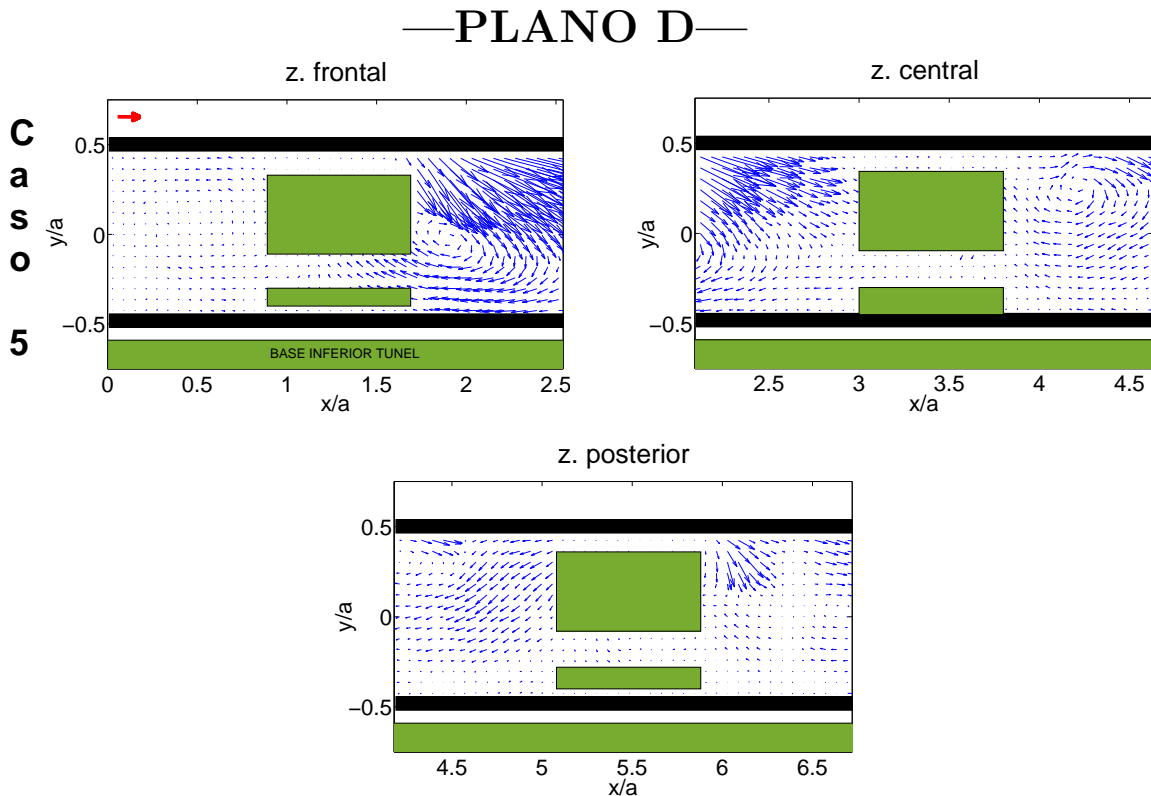 —PLANO D—
z. frontal
z. central
Caso 5
0.5
0
−0.5
y/a
BASE INFERIOR TUNEL
0 0.5 1 1.5 2 2.5
x/a
0.5
0
−0.5
y/a
2.5 3 3.5 4 4.5
x/a
z. posterior
0.5
0
−0.5
y/a
4.5 5 5.5 6 6.5
x/a